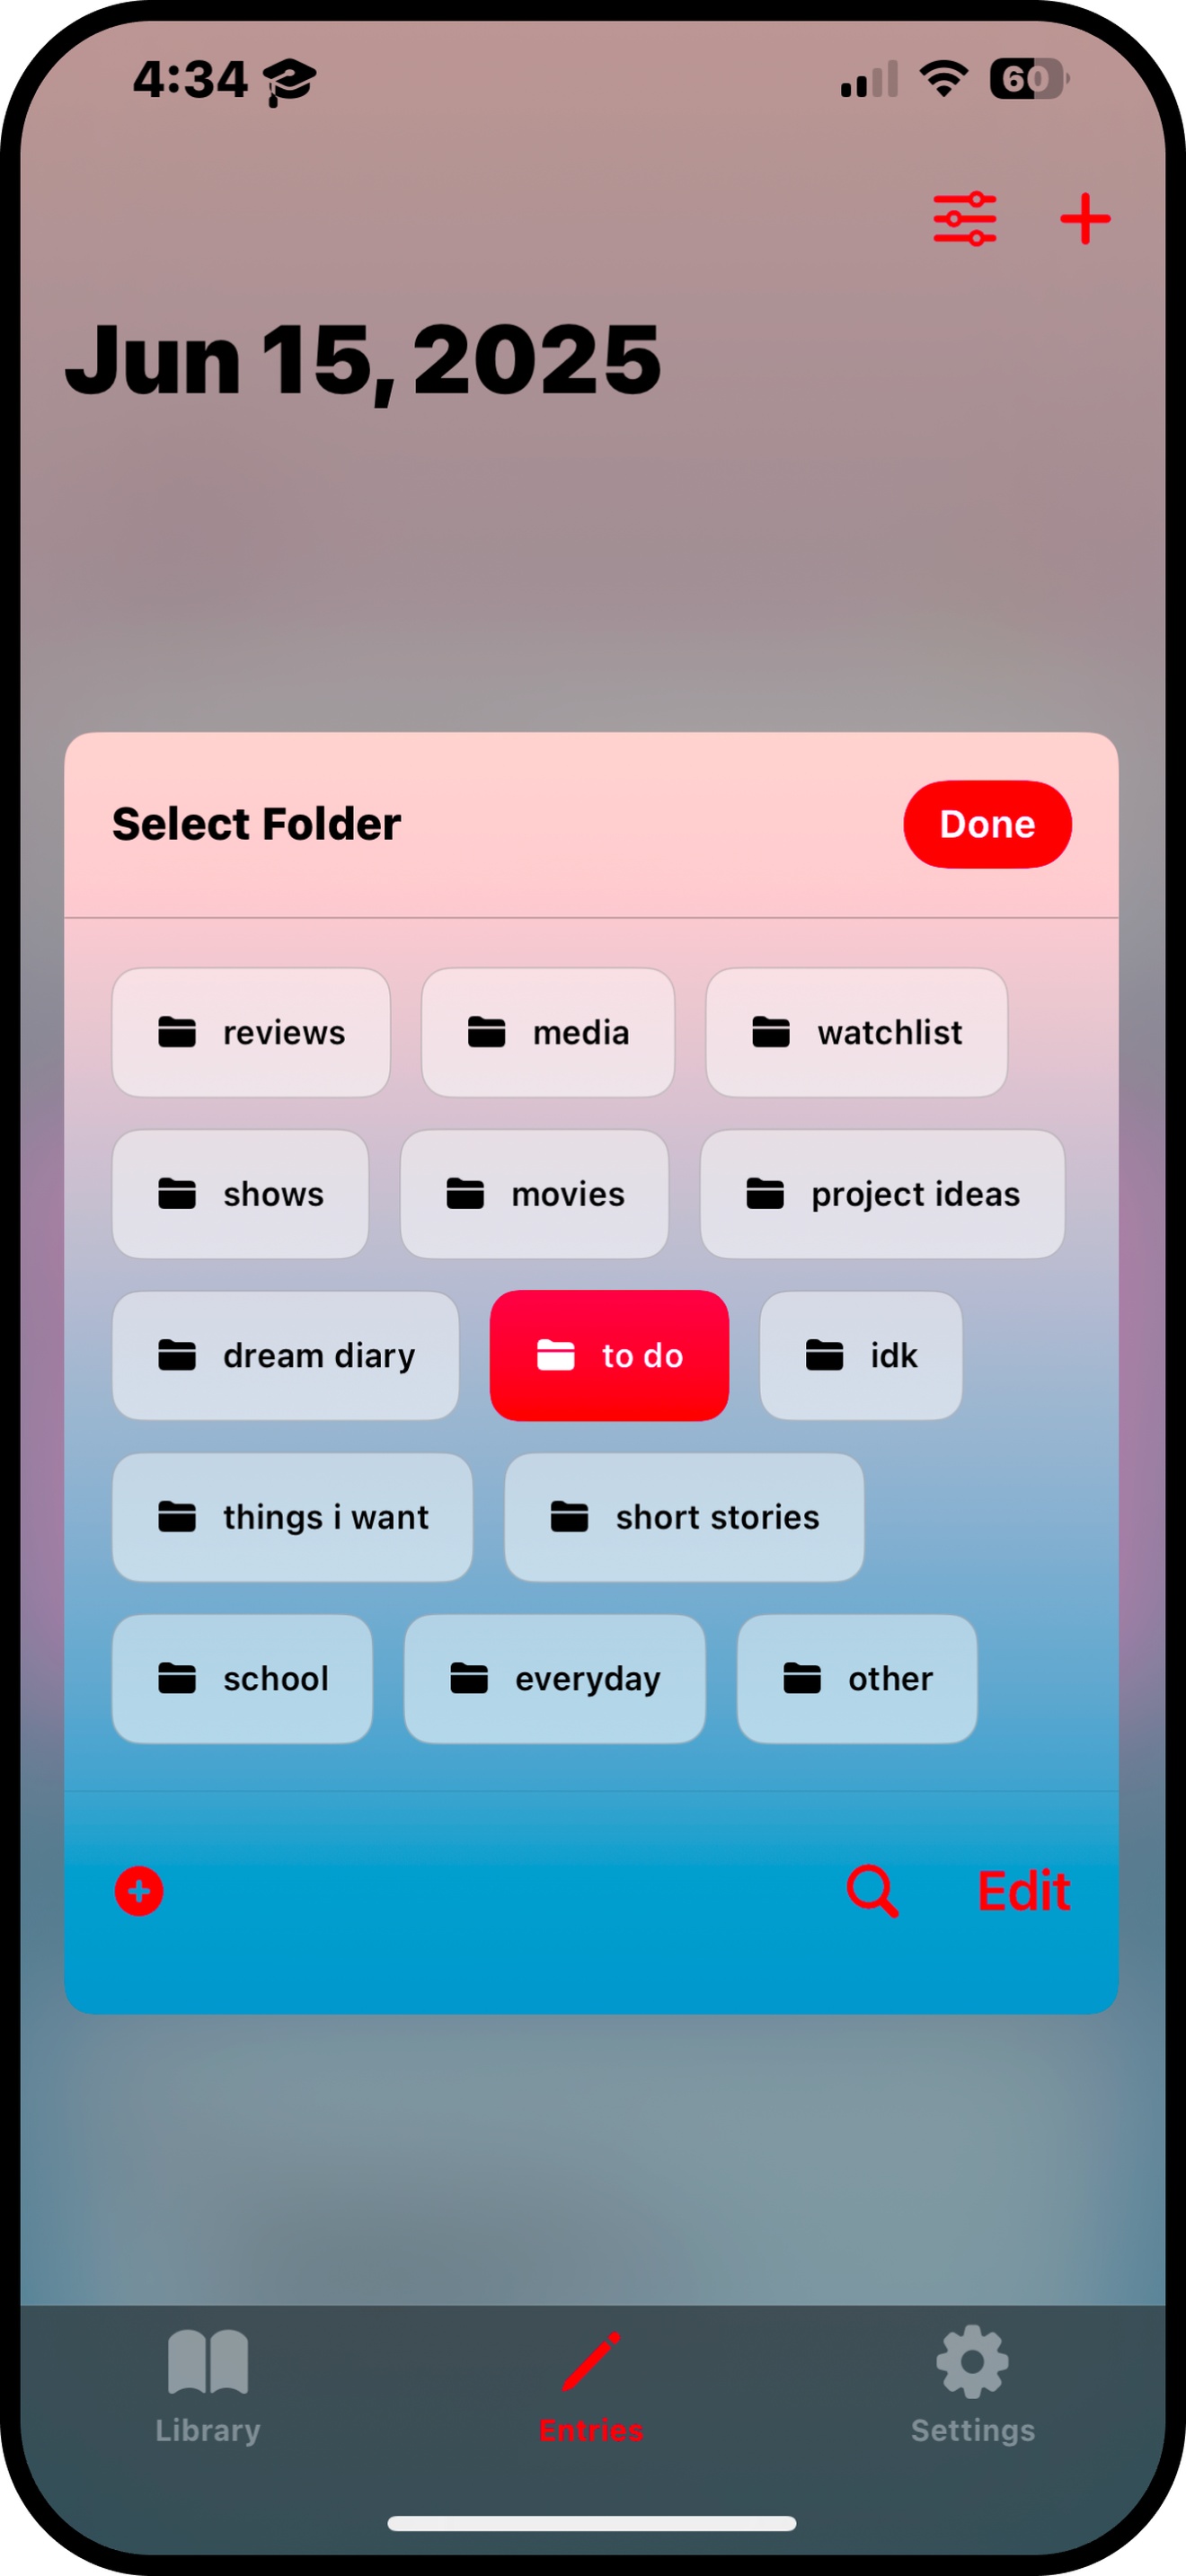 4:34
60
Jun 15, 2025
Select Folder
Done
reviews
media
watchlist
shows
movies
project ideas
dream diary
to do
idk
things i want
short stories
school
everyday
other
Edit
Library
Entries
Settings